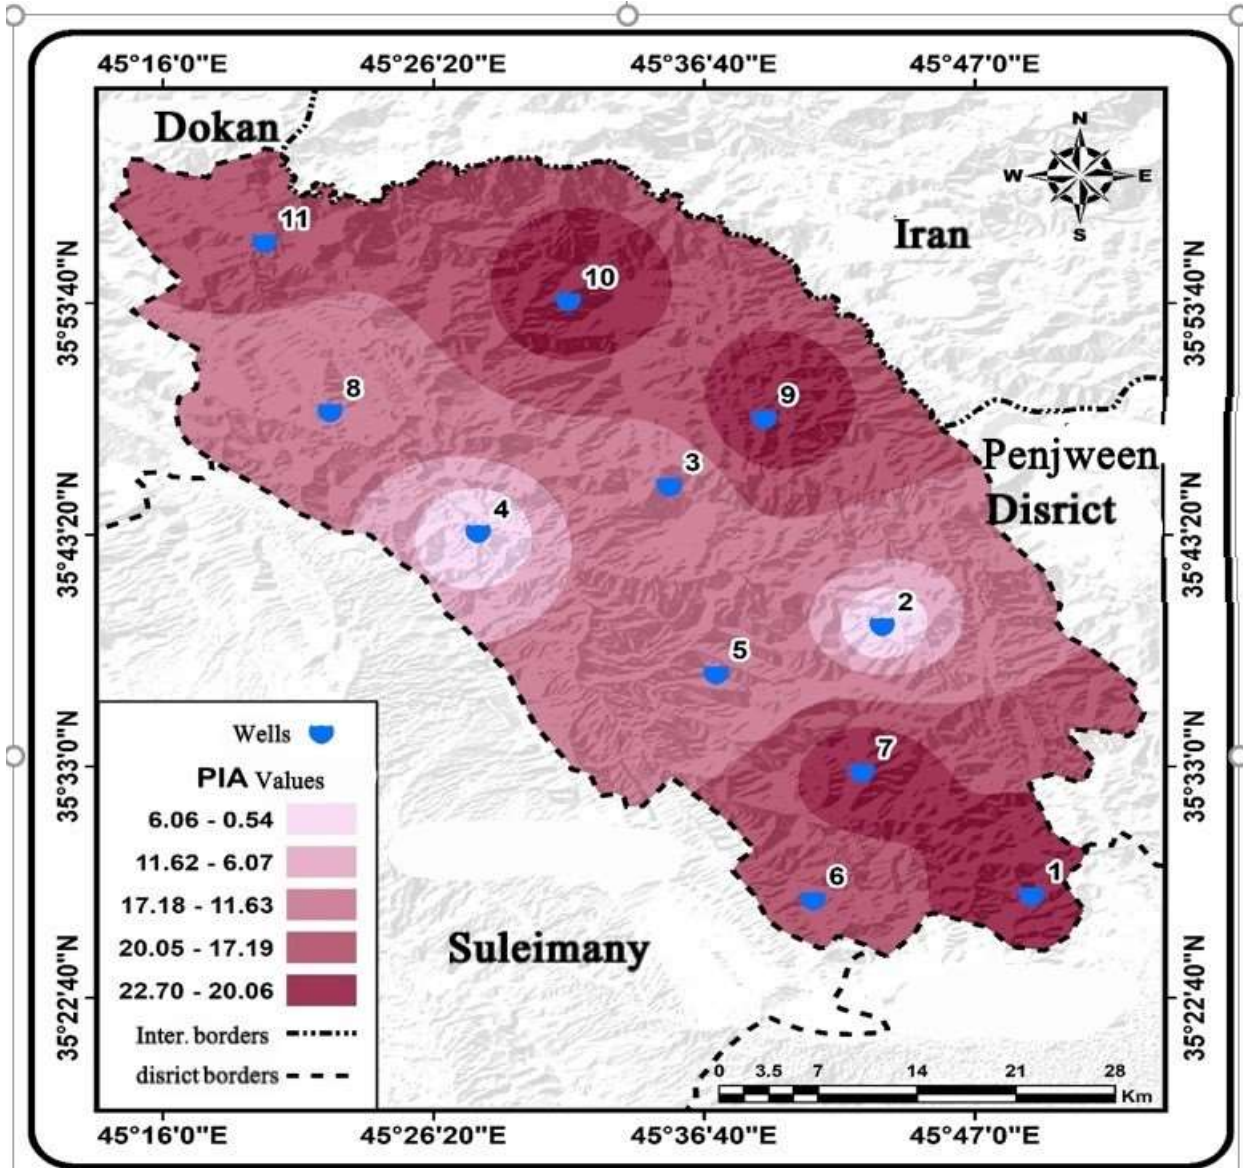 45°16'0"E 45°26'20"E 45°36'40"E 45°47'0"E
Dokan
N
W E
S
Iran
11
10
35°53'40"N
35°53'40"N
8
9
Penjween
Disrict
3
4
35°43'20"N
35°43'20"N
2
5
7
35°33'0"N
35°33'0"N
6
1
Suleimany
35°22'40"N
35°22'40"N
Wells
PIA Values
6.06 - 0.54
11.62 - 6.07
17.18 - 11.63
20.05 - 17.19
22.70 - 20.06
Inter. borders
disrict borders
0 3.5 7 14 21 28
Km
45°16'0"E 45°26'20"E 45°36'40"E 45°47'0"E